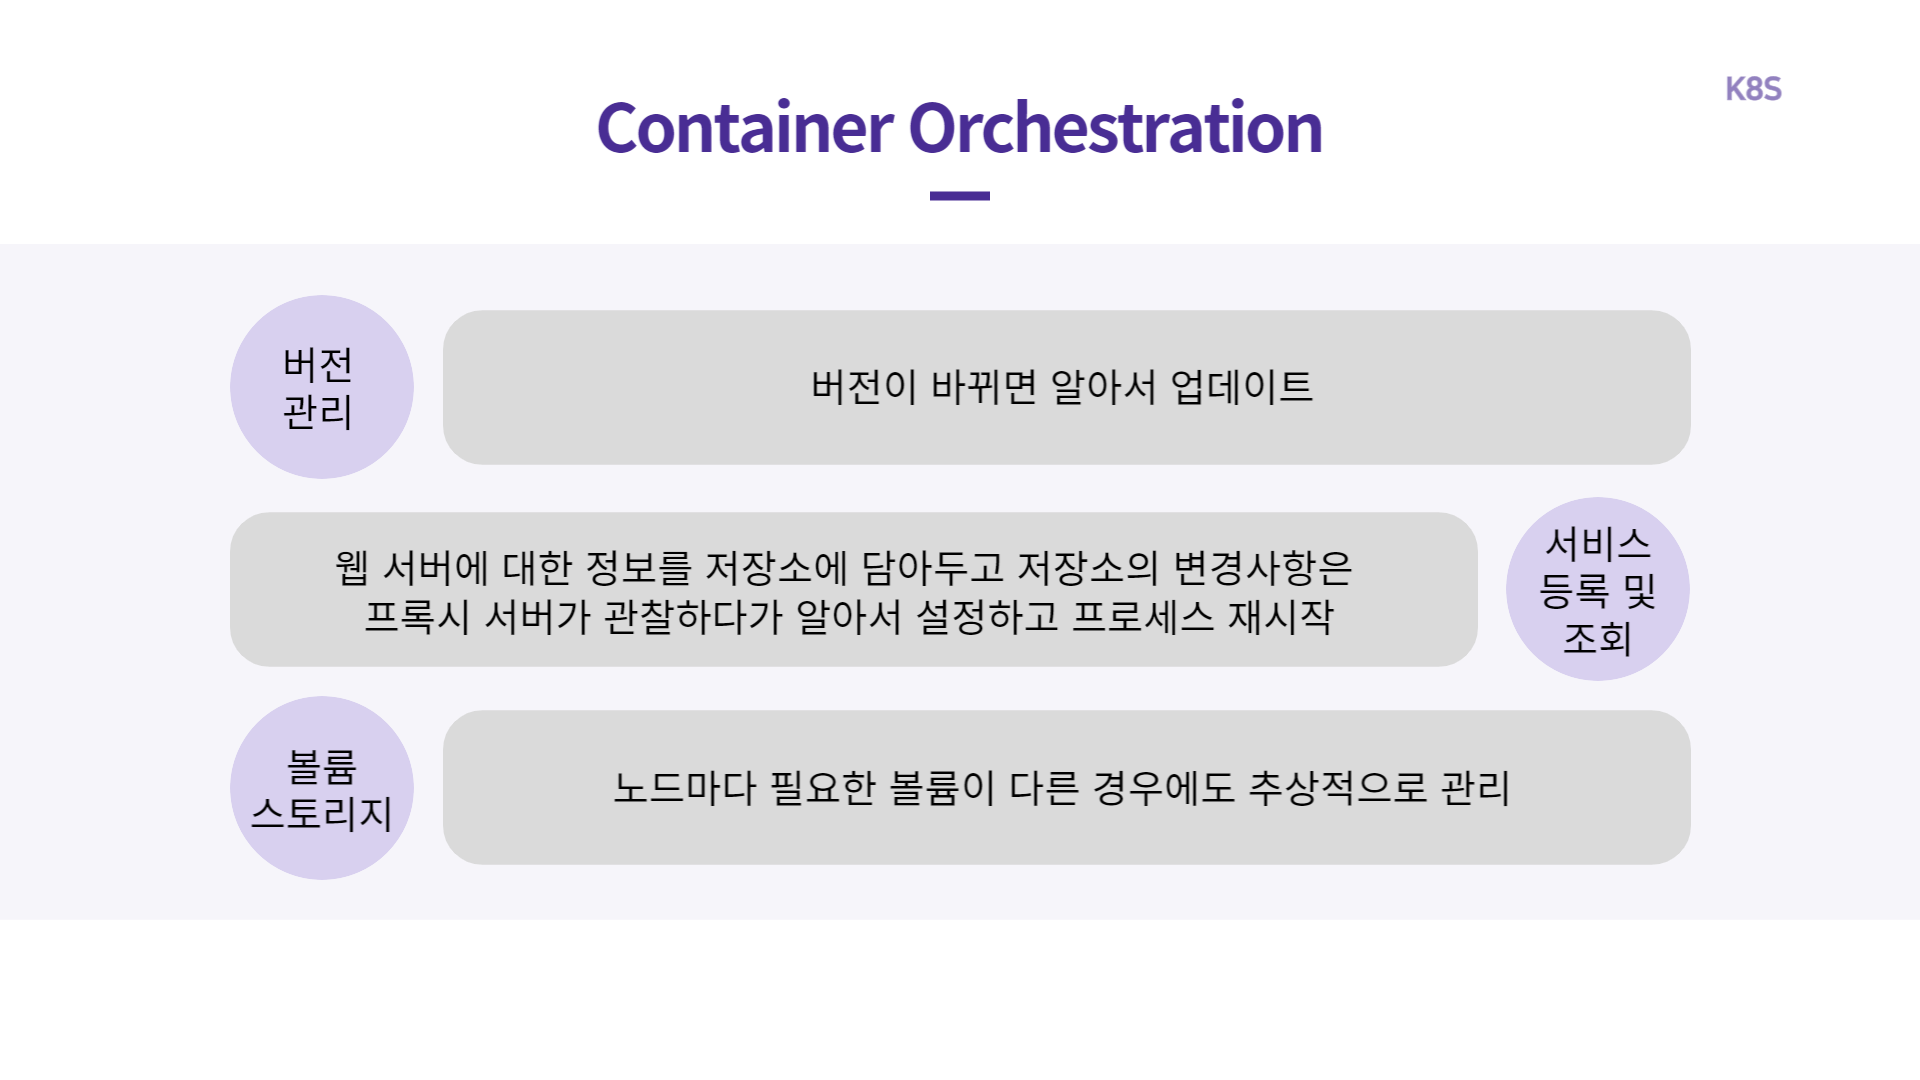 K8S
Container Orchestration
버전
관리
버전이 바뀌면 알아서 업데이트
웹 서버에 대한 정보를 저장소에 담아두고 저장소의 변경사항은
프록시 서버가 관찰하다가 알아서 설정하고 프로세스 재시작
서비스
등록 및
조회
볼륨
스토리지
노드마다 필요한 볼륨이 다른 경우에도 추상적으로 관리